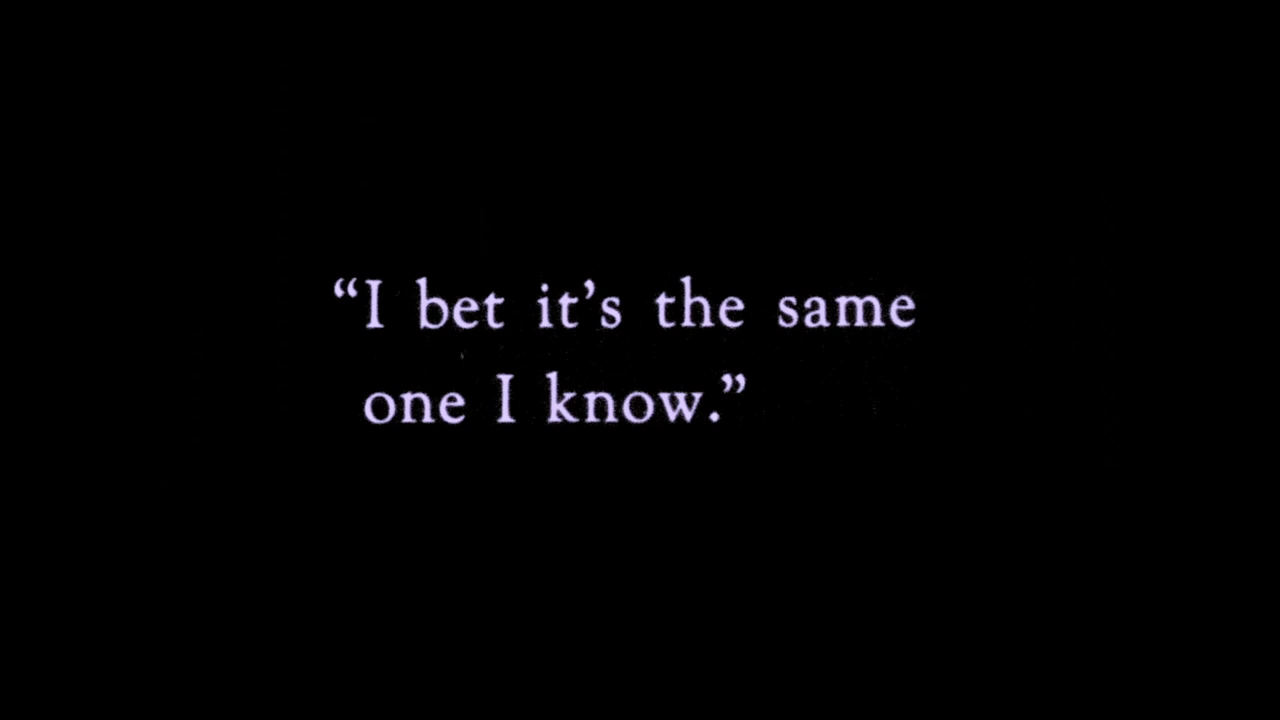 “I bet it’s the same
one I know.”